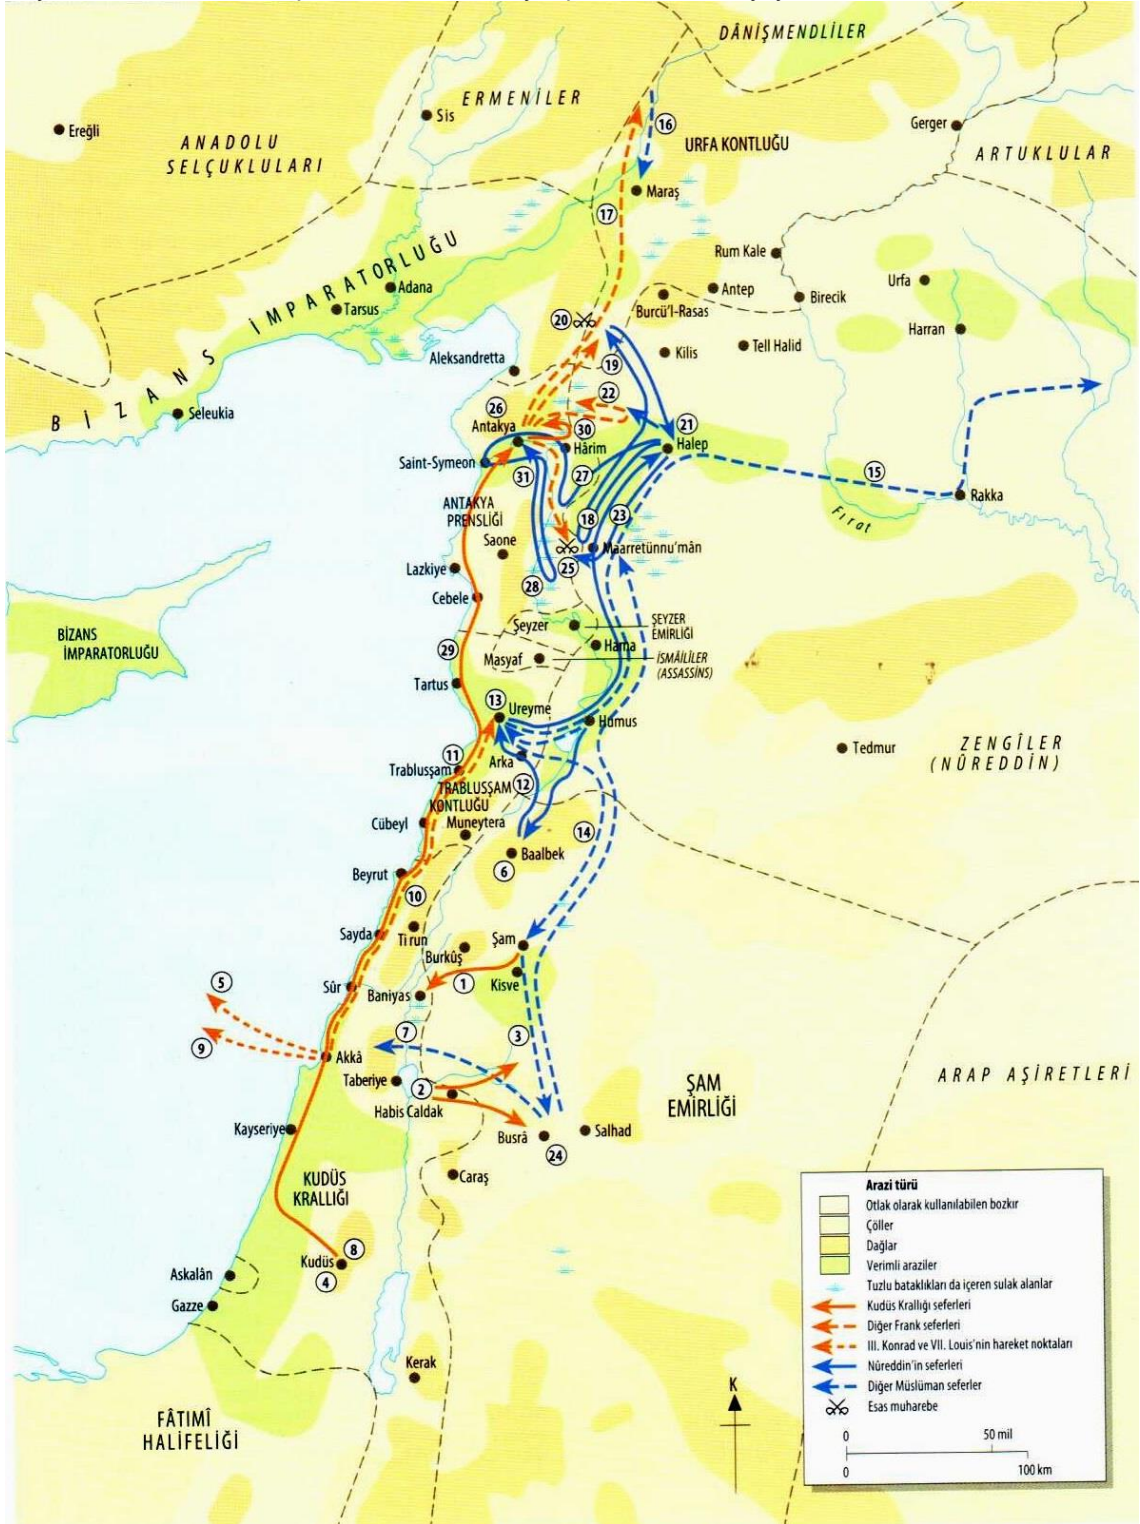 DÂNİŞMENDLİLER
ERMENİLER
Sis
Ereğli
ANADOLU
SELÇUKLULARI
16
URFA KONTLUĞU
Gerger
ARTUKLULAR
Maraş
17
Rum Kale
Urfa
Adana
Antep
Birecik
Tarsus
Burcü'l-Rasas
BİZANS İMPARATORLUĞU
20
Harran
Kilis
Tell Halid
Aleksandretta
19
Seleukia
22
26
Antakya
30
21
Hârim
Halep
Saint-Symeon
31
27
15
Rakka
ANTAKYA
PRENSLİĞİ
18
23
Fırat
Saone
Maarretünnu'mân
Lazkiye
25
28
Cebele
Şeyzer
ŞEYZER
EMİRLİĞİ
BİZANS
İMPARATORLUĞU
Hama
29
Masyaf
İSMÂİLİLER
(ASSASSINS)
Tartus
13
Ureyme
Humus
11
Arka
Tedmur
ZENGÎLER
(NÛREDDİN)
Trablusşam
12
TRABLUSŞAM
KONTLUĞU
Cübeyl
Muneytera
14
Baalbek
6
Beyrut
10
Sayda
Tirun
Şam
Burkûş
5
Sûr
1
Kisve
Baniyas
7
3
9
Akkâ
Taberiye
2
ŞAM
EMİRLİĞİ
ARAP AŞİRETLERİ
Habis Caldak
Kayseriye
Busrâ
Salhad
24
Caraş
KUDÜS
KRALLIĞI
8
Kudüs
4
Askalân
Gazze
Kerak
FÂTIMÎ
HALİFELİĞİ
K
Arazi türü
Otlak olarak kullanılabilen bozkır
Çöller
Dağlar
Verimli araziler
Tuzlu bataklıkları da içeren sulak alanlar
Kudüs Krallığı seferleri
Diğer Frank seferleri
III. Konrad ve VII. Louis'nin hareket noktaları
Nûreddin'in seferleri
Diğer Müslüman seferler
Esas muharebe
0 50 mil
0 100 km